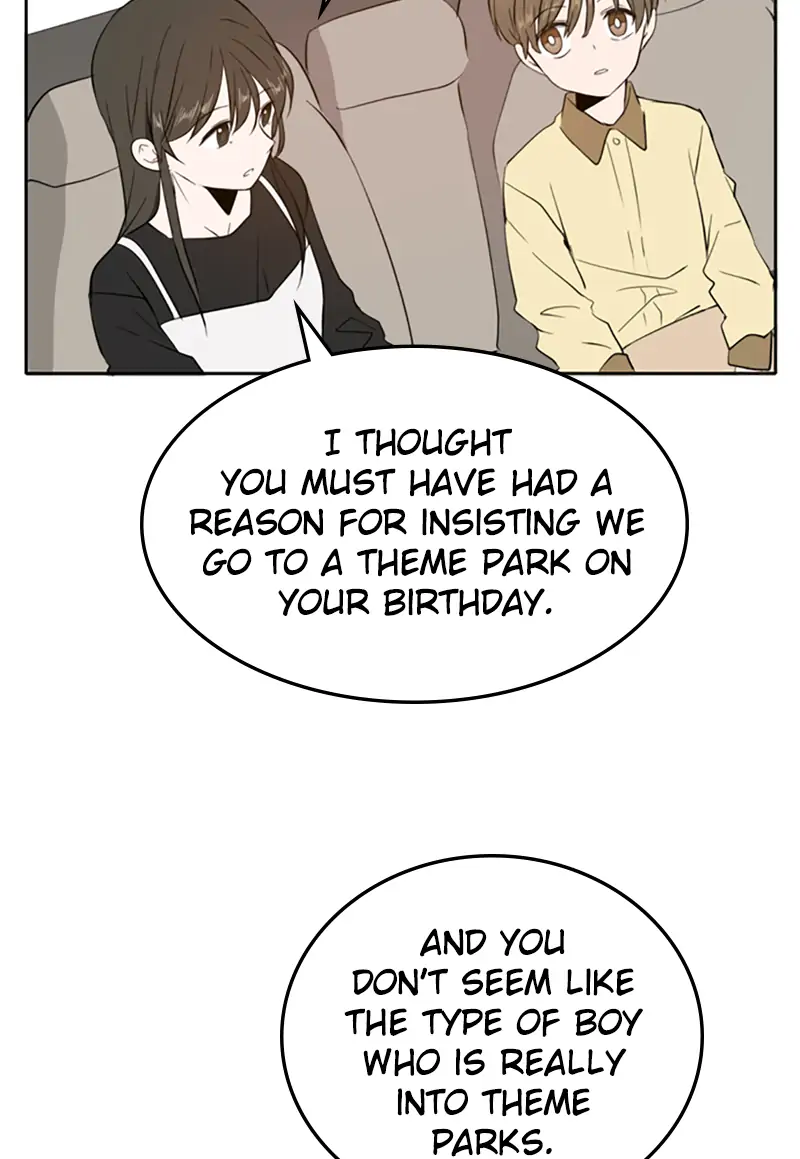 I THOUGHT
YOU MUST HAVE HAD A
REASON FOR INSISTING WE
GO TO A THEME PARK ON
YOUR BIRTHDAY.
AND YOU
DON'T SEEM LIKE
THE TYPE OF BOY
WHO IS REALLY
INTO THEME
PARKS.